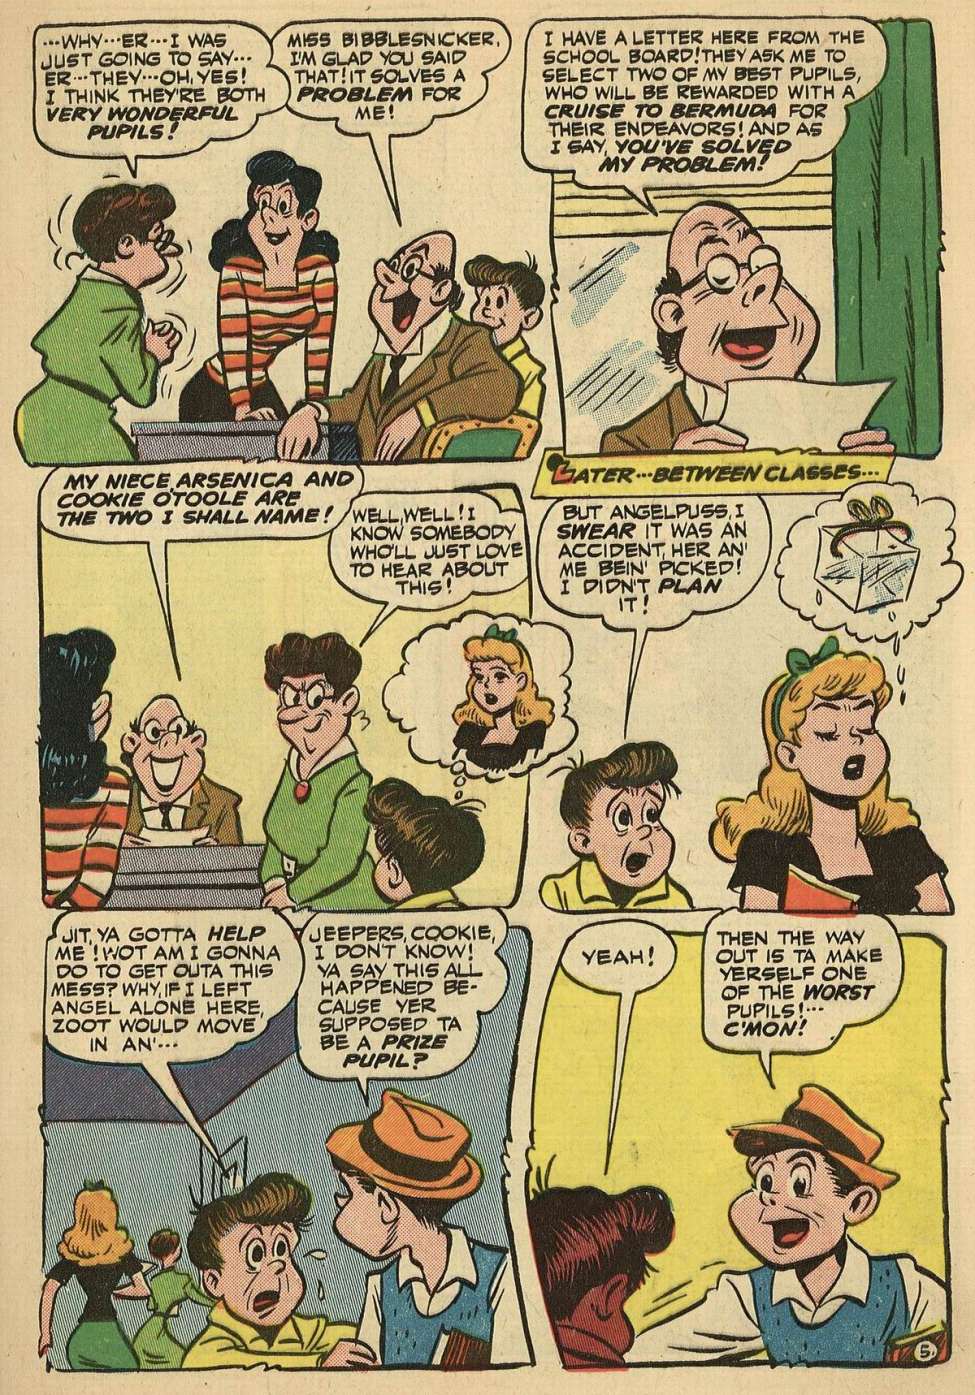 ...WHY...ER...I WAS
JUST GOING TO SAY...
ER...THEY...OH, YES!
I THINK THEY'RE BOTH
VERY WONDERFUL
PUPILS!
MISS BIBBLESNICKER,
I'M GLAD YOU SAID
THAT! IT SOLVES A
PROBLEM FOR
ME!
I HAVE A LETTER HERE FROM THE
SCHOOL BOARD! THEY ASK ME TO
SELECT TWO OF MY BEST PUPILS,
WHO WILL BE REWARDED WITH A
CRUISE TO BERMUDA FOR
THEIR ENDEAVORS! AND AS
I SAY, YOU'VE SOLVED
MY PROBLEM!
MY NIECE ARSENICA AND
COOKIE O'TOOLE ARE
THE TWO I SHALL NAME!
WELL, WELL! I
KNOW SOMEBODY
WHO'LL JUST LOVE
TO HEAR ABOUT
THIS!
LATER...BETWEEN CLASSES...
BUT ANGELPUSS, I
SWEAR IT WAS AN
ACCIDENT, HER AN'
ME BEIN' PICKED!
I DIDN'T PLAN
IT!
JIT, YA GOTTA HELP
ME! WOT AM I GONNA
DO TO GET OUTA THIS
MESS? WHY, IF I LEFT
ANGEL ALONE HERE,
ZOOT WOULD MOVE
IN AN'...
JEEPERS, COOKIE,
I DON'T KNOW!
YA SAY THIS ALL
HAPPENED BE-
CAUSE YER
SUPPOSED TA
BE A PRIZE
PUPIL?
YEAH!
THEN THE WAY
OUT IS TA MAKE
YERSELF ONE
OF THE WORST
PUPILS!...
C'MON!
5.